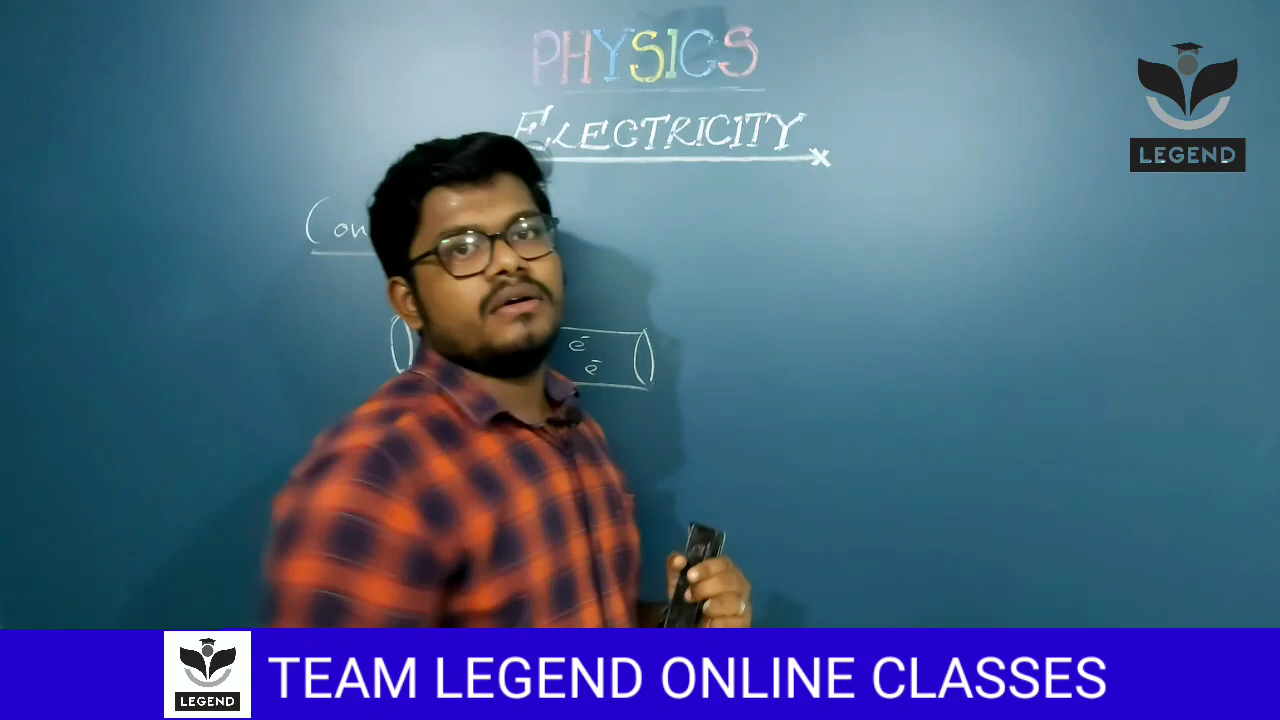 PHYSICS
ELECTRICITY
LEGEND
e⁻
e⁻
LEGEND
TEAM LEGEND ONLINE CLASSES